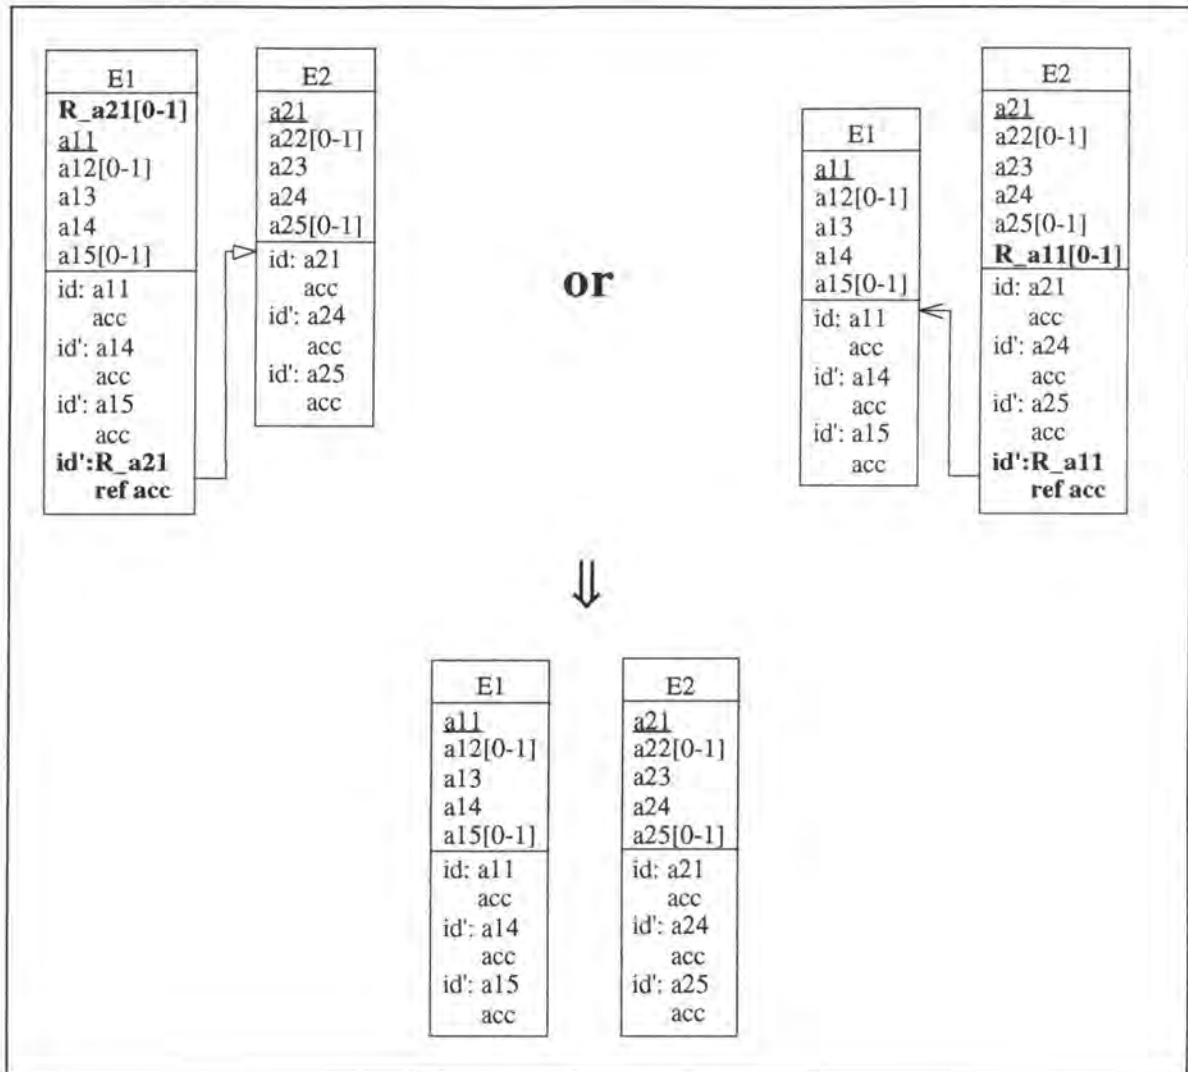 E1
R_a21[0-1]
a11
a12[0-1]
a13
a14
a15[0-1]
id: a11
acc
id': a14
acc
id': a15
acc
id':R_a21
ref acc
E2
a21
a22[0-1]
a23
a24
a25[0-1]
id: a21
acc
id': a24
acc
id': a25
acc
or
E1
a11
a12[0-1]
a13
a14
a15[0-1]
id: a11
acc
id': a14
acc
id': a15
acc
E2
a21
a22[0-1]
a23
a24
a25[0-1]
R_a11[0-1]
id: a21
acc
id': a24
acc
id': a25
acc
id':R_a11
ref acc
⇓
E1
a11
a12[0-1]
a13
a14
a15[0-1]
id: a11
acc
id': a14
acc
id': a15
acc
E2
a21
a22[0-1]
a23
a24
a25[0-1]
id: a21
acc
id': a24
acc
id': a25
acc